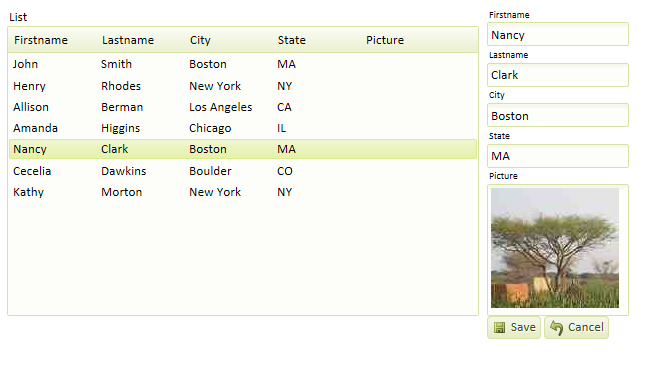 List
Firstname Lastname City State Picture
John Smith Boston MA
Henry Rhodes New York NY
Allison Berman Los Angeles CA
Amanda Higgins Chicago IL
Nancy Clark Boston MA
Cecelia Dawkins Boulder CO
Kathy Morton New York NY
Firstname
Nancy
Lastname
Clark
City
Boston
State
MA
Picture
Save Cancel